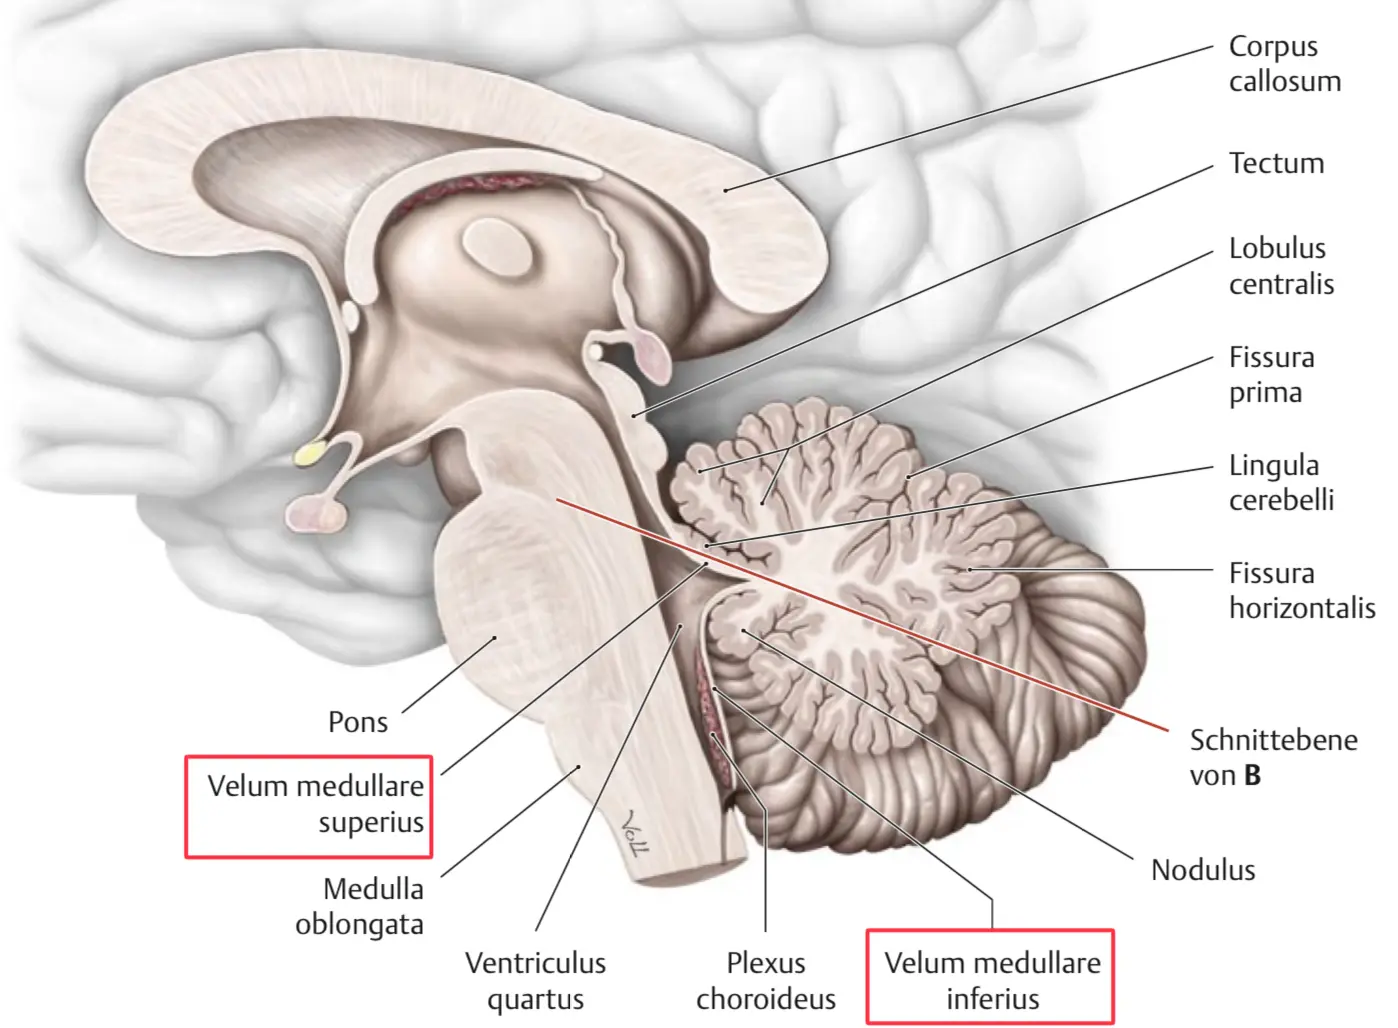 Corpus
callosum
Tectum
Lobulus
centralis
Fissura
prima
Lingula
cerebelli
Fissura
horizontalis
Schnittebene
von B
Nodulus
Velum medullare
inferius
Plexus
choroideus
Ventriculus
quartus
Medulla
oblongata
Velum medullare
superius
Pons
Voll